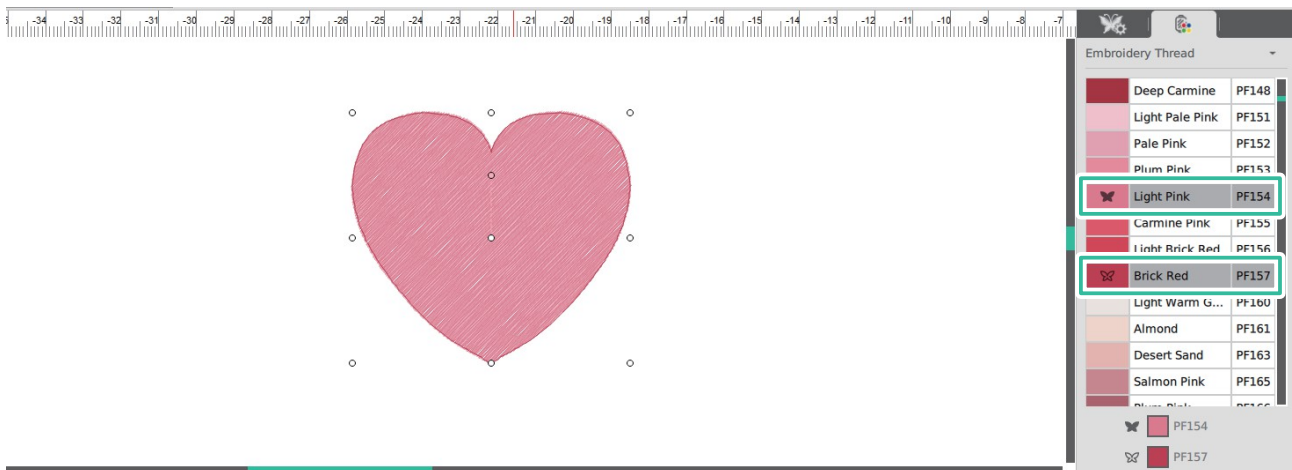 -34 -33 -32 -31 -30 -29 -28 -27 -26 -25 -24 -23 -22 -21 -20 -19 -18 -17 -16 -15 -14 -13 -12 -11 -10 -9 -8 -7
Embroidery Thread
Deep Carmine PF148
Light Pale Pink PF151
Pale Pink PF152
Plum Pink PF153
Light Pink PF154
Carmine Pink PF155
Light Brick Red PF156
Brick Red PF157
Light Warm G... PF160
Almond PF161
Desert Sand PF163
Salmon Pink PF165
PF154
PF157